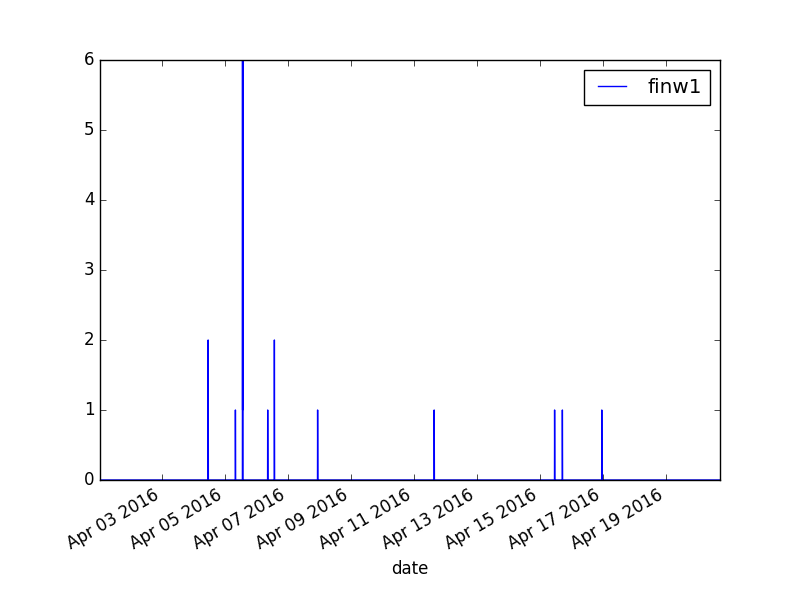 6
finw1
5
4
3
2
1
0
Apr 03 2016
Apr 05 2016
Apr 07 2016
Apr 09 2016
Apr 11 2016
Apr 13 2016
Apr 15 2016
Apr 17 2016
Apr 19 2016
date